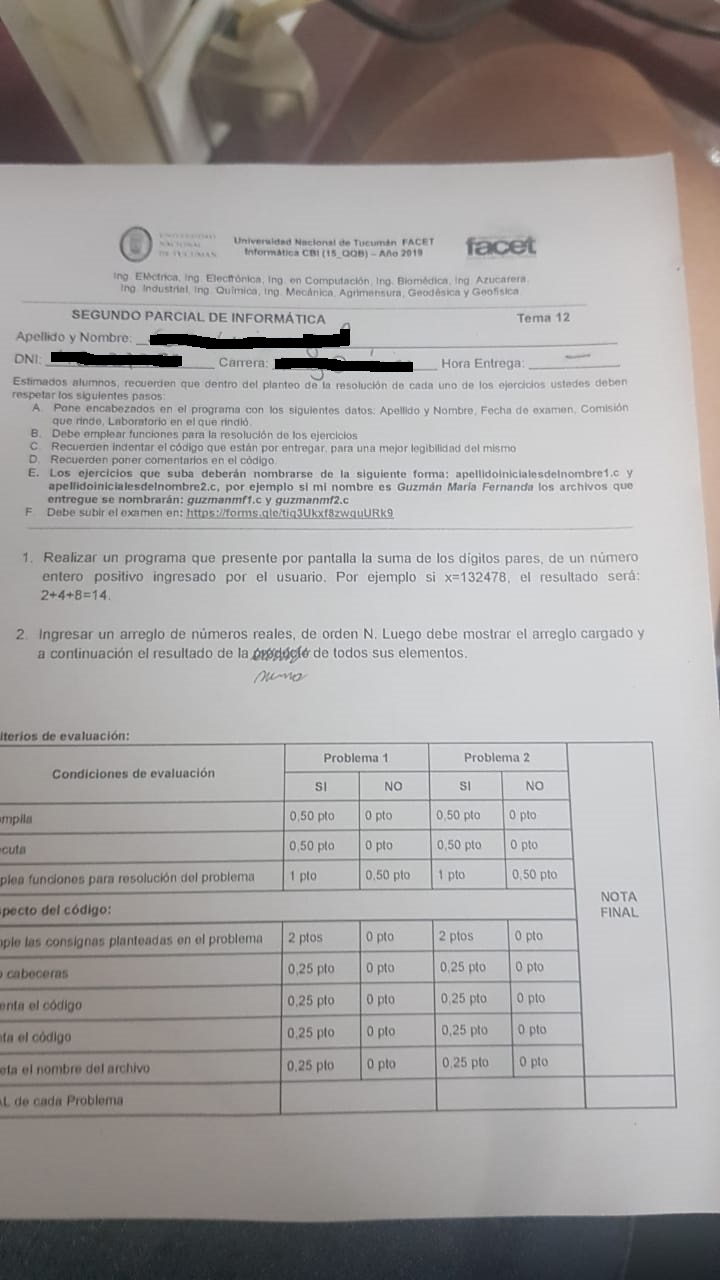 UNIVERSIDAD
NACIONAL
DE TUCUMÁN
Universidad Nacional de Tucumán FACET
Informática CBI (15_QQB) – Año 2019
facet
Ing. Eléctrica, Ing. Electrónica, Ing. en Computación, Ing. Biomédica, Ing. Azucarera,
Ing. Industrial, Ing. Química, Ing. Mecánica, Agrimensura, Geodésica y Geofísica
SEGUNDO PARCIAL DE INFORMÁTICA Tema 12
Apellido y Nombre:
DNI: Carrera: Hora Entrega:
Estimados alumnos, recuerden que dentro del planteo de la resolución de cada uno de los ejercicios ustedes deben
respetar los siguientes pasos:
A. Pone encabezados en el programa con los siguientes datos: Apellido y Nombre, Fecha de examen, Comisión
que rinde, Laboratorio en el que rindió.
B. Debe emplear funciones para la resolución de los ejercicios
C. Recuerden indentar el código que están por entregar, para una mejor legibilidad del mismo
D. Recuerden poner comentarios en el código.
E. Los ejercicios que suba deberán nombrarse de la siguiente forma: apellidoinicialesdelnombre1.c y
apellidoinicialesdelnombre2.c, por ejemplo si mi nombre es Guzmán María Fernanda los archivos que
entregue se nombrarán: guzmanmf1.c y guzmanmf2.c
F. Debe subir el examen en: https://forms.gle/tiq3Ukxf8zwquURk9
1. Realizar un programa que presente por pantalla la suma de los dígitos pares, de un número
entero positivo ingresado por el usuario. Por ejemplo si x=132478, el resultado será:
2+4+8=14.
2. Ingresar un arreglo de números reales, de orden N. Luego debe mostrar el arreglo cargado y
a continuación el resultado de la de todos sus elementos.
suma
iterios de evaluación:
Condiciones de evaluación Problema 1 Problema 2
SI NO SI NO
mpila 0,50 pto 0 pto 0,50 pto 0 pto
cuta 0,50 pto 0 pto 0,50 pto 0 pto
plea funciones para resolución del problema 1 pto 0,50 pto 1 pto 0,50 pto
NOTA
FINAL
pecto del código:
mple las consignas planteadas en el problema 2 ptos 0 pto 2 ptos 0 pto
o cabeceras 0,25 pto 0 pto 0,25 pto 0 pto
enta el código 0,25 pto 0 pto 0,25 pto 0 pto
nta el código 0,25 pto 0 pto 0,25 pto 0 pto
eta el nombre del archivo 0,25 pto 0 pto 0,25 pto 0 pto
AL de cada Problema